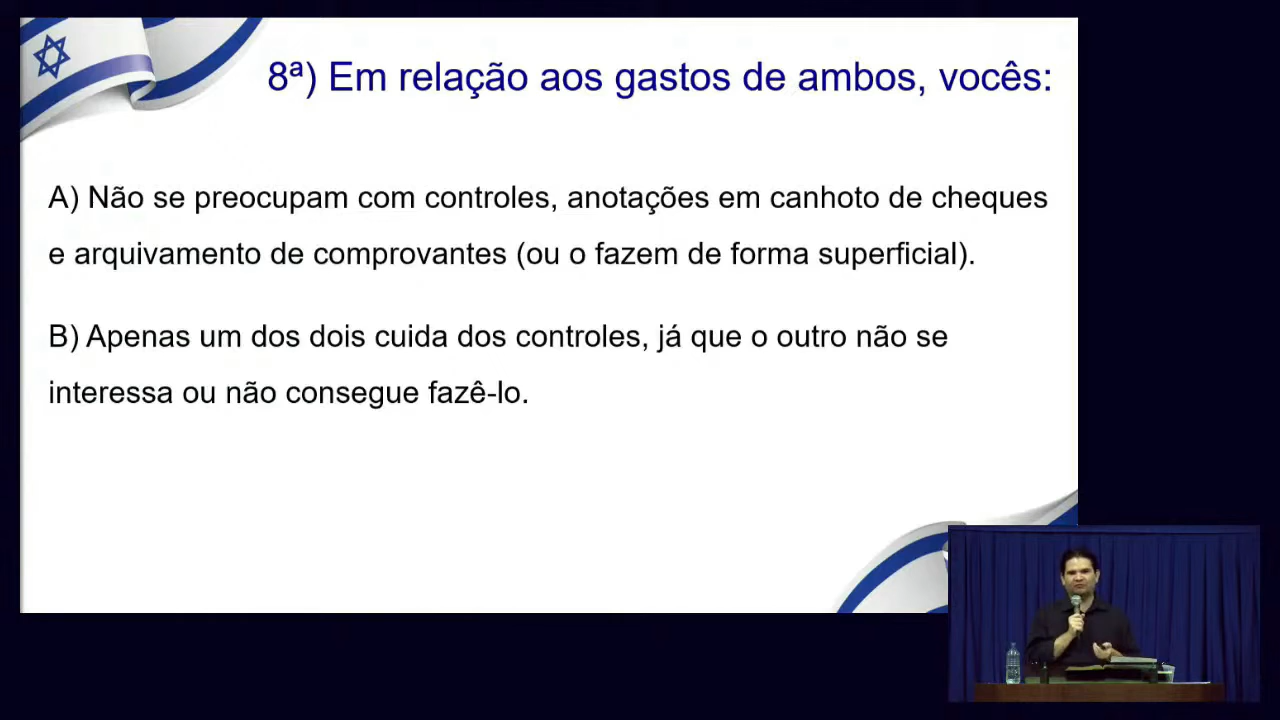 8ª) Em relação aos gastos de ambos, vocês:
A) Não se preocupam com controles, anotações em canhoto de cheques
e arquivamento de comprovantes (ou o fazem de forma superficial).
B) Apenas um dos dois cuida dos controles, já que o outro não se
interessa ou não consegue fazê-lo.